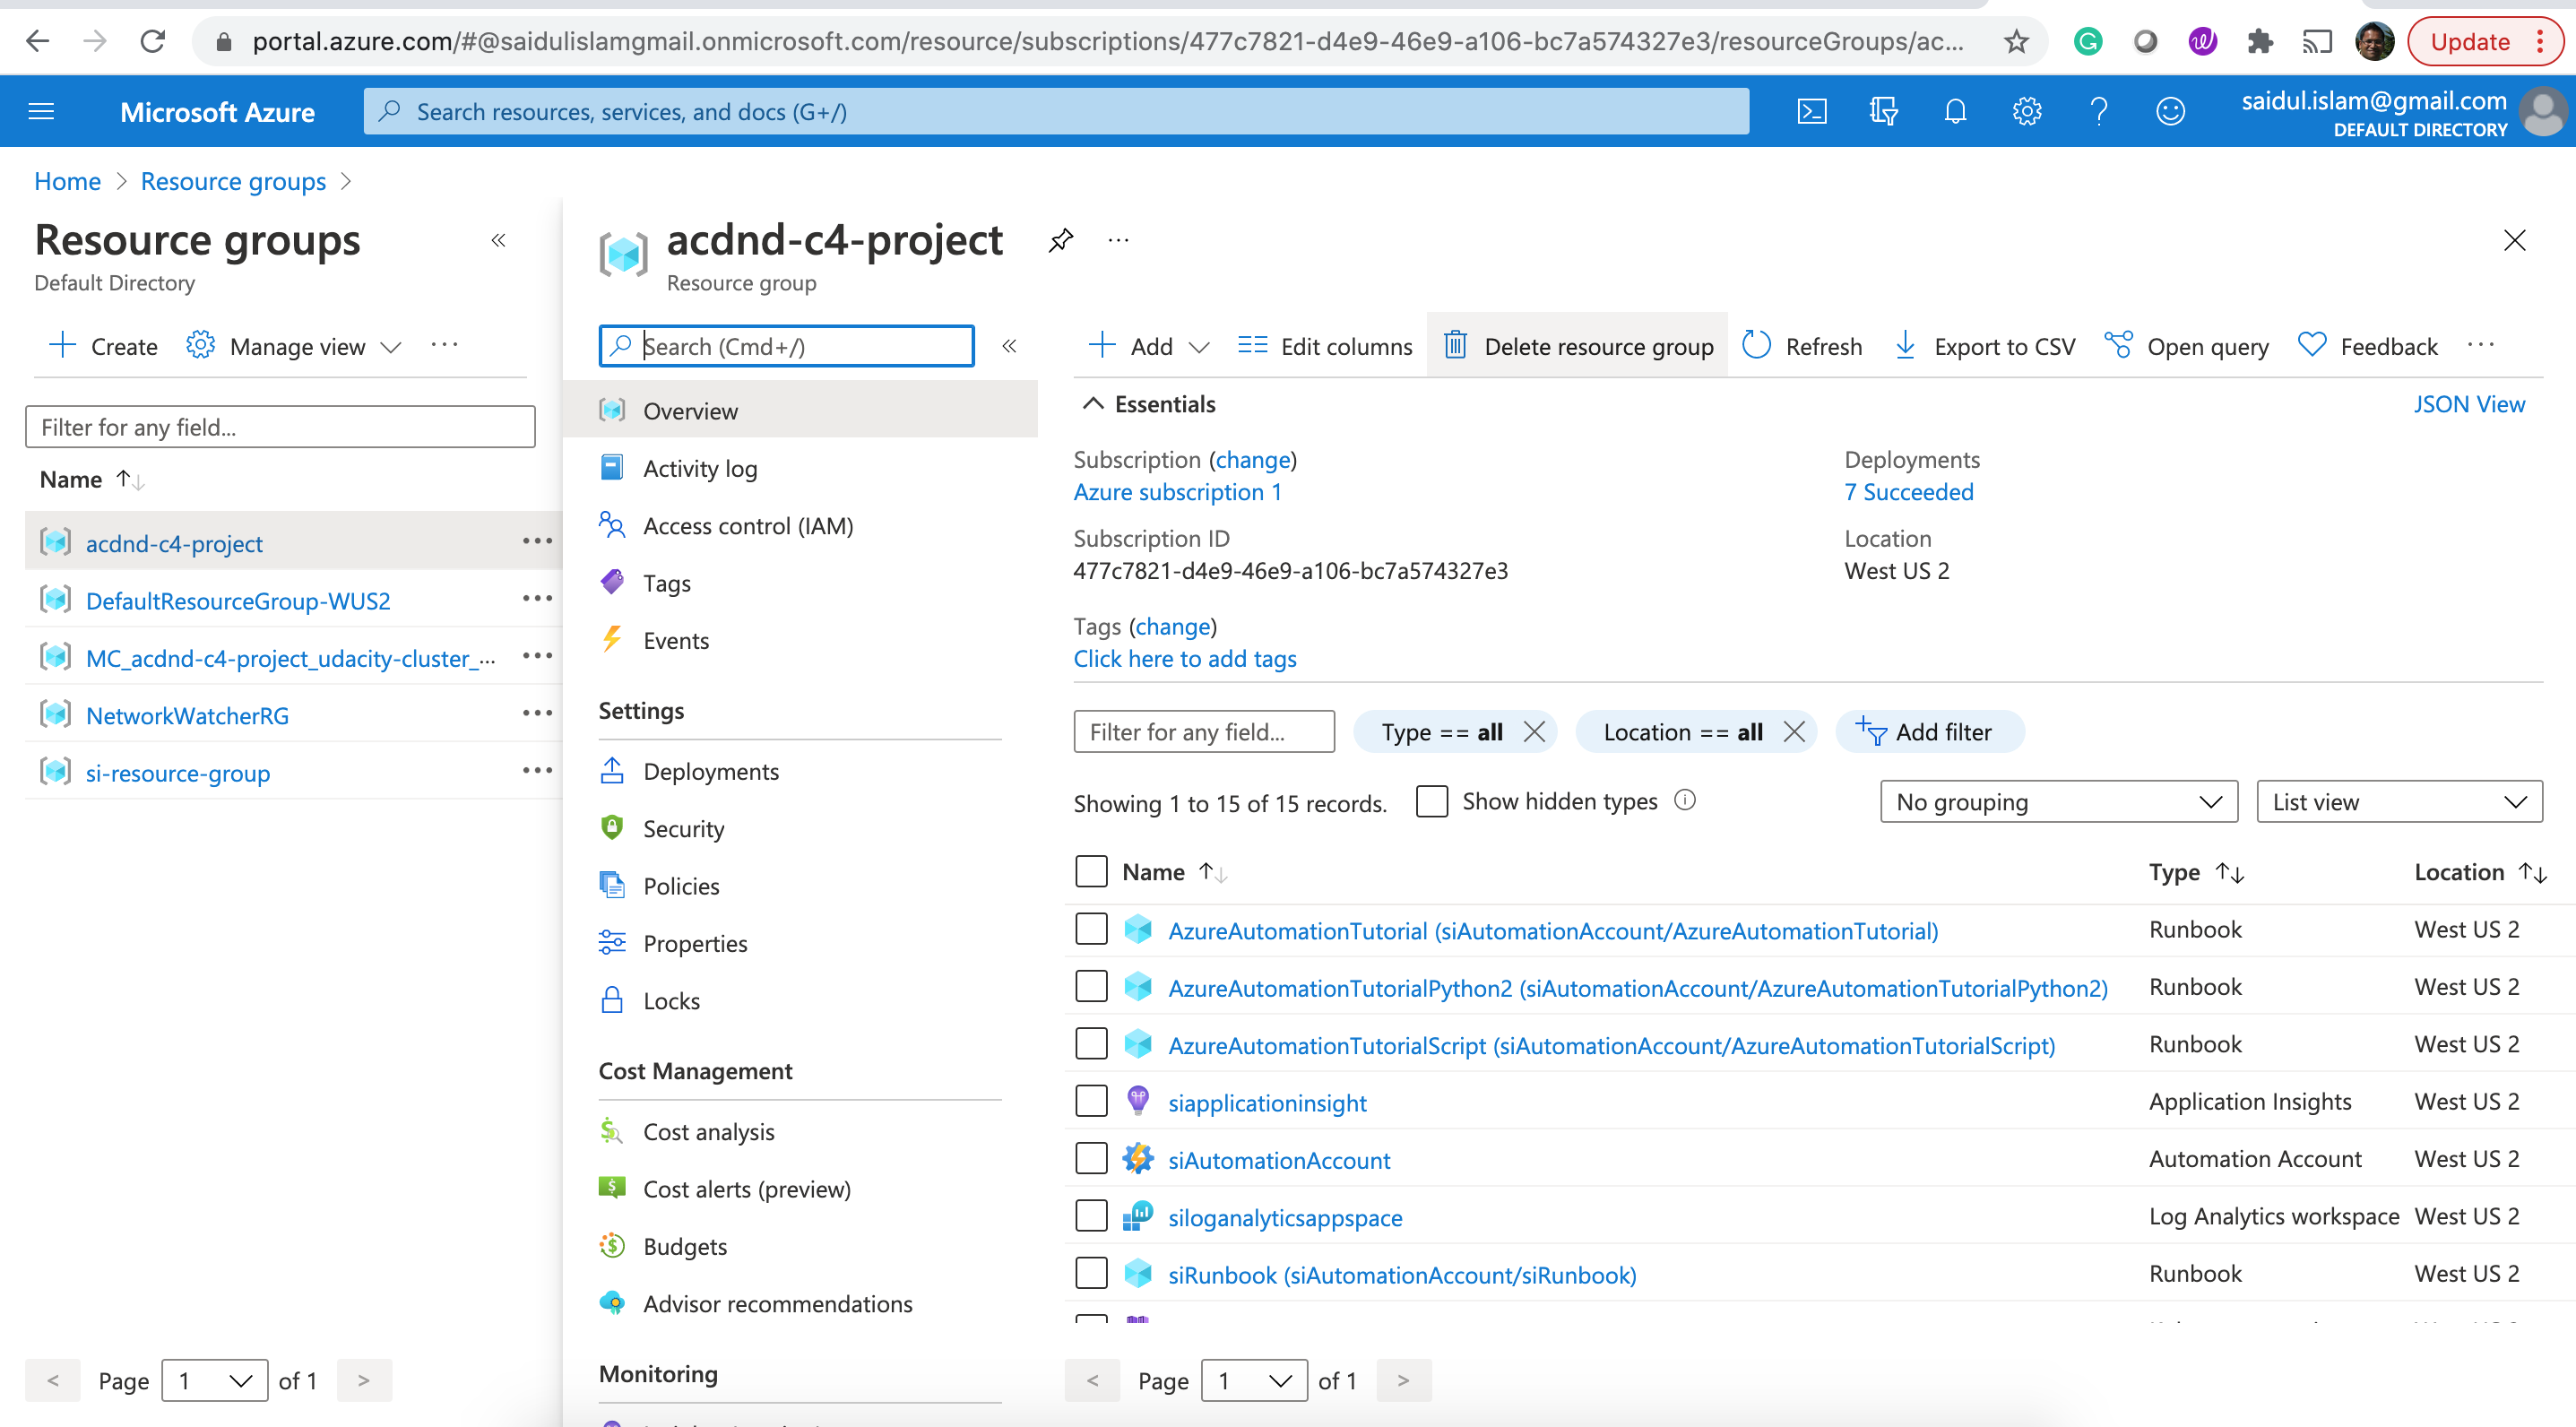 portal.azure.com/#@saidulislamgmail.onmicrosoft.com/resource/subscriptions/477c7821-d4e9-46e9-a106-bc7a574327e3/resourceGroups/ac...
Update
Microsoft Azure
Search resources, services, and docs (G+/)
saidul.islam@gmail.com
DEFAULT DIRECTORY
Home > Resource groups >
Resource groups
Default Directory
Create Manage view ...
Filter for any field...
Name
acdnd-c4-project
DefaultResourceGroup-WUS2
MC_acdnd-c4-project_udacity-cluster_...
NetworkWatcherRG
si-resource-group
< Page 1 of 1 >
acdnd-c4-project
Resource group
Search (Cmd+/)
Overview
Activity log
Access control (IAM)
Tags
Events
Settings
Deployments
Security
Policies
Properties
Locks
Cost Management
Cost analysis
Cost alerts (preview)
Budgets
Advisor recommendations
Monitoring
Add Edit columns Delete resource group Refresh Export to CSV Open query Feedback ...
Essentials
JSON View
Subscription (change)
Azure subscription 1
Subscription ID
477c7821-d4e9-46e9-a106-bc7a574327e3
Tags (change)
Click here to add tags
Deployments
7 Succeeded
Location
West US 2
Filter for any field... Type == all Location == all Add filter
Showing 1 to 15 of 15 records. Show hidden types No grouping List view
Name Type Location
AzureAutomationTutorial (siAutomationAccount/AzureAutomationTutorial) Runbook West US 2
AzureAutomationTutorialPython2 (siAutomationAccount/AzureAutomationTutorialPython2) Runbook West US 2
AzureAutomationTutorialScript (siAutomationAccount/AzureAutomationTutorialScript) Runbook West US 2
siapplicationinsight Application Insights West US 2
siAutomationAccount Automation Account West US 2
siloganalyticsappspace Log Analytics workspace West US 2
siRunbook (siAutomationAccount/siRunbook) Runbook West US 2
< Page 1 of 1 >